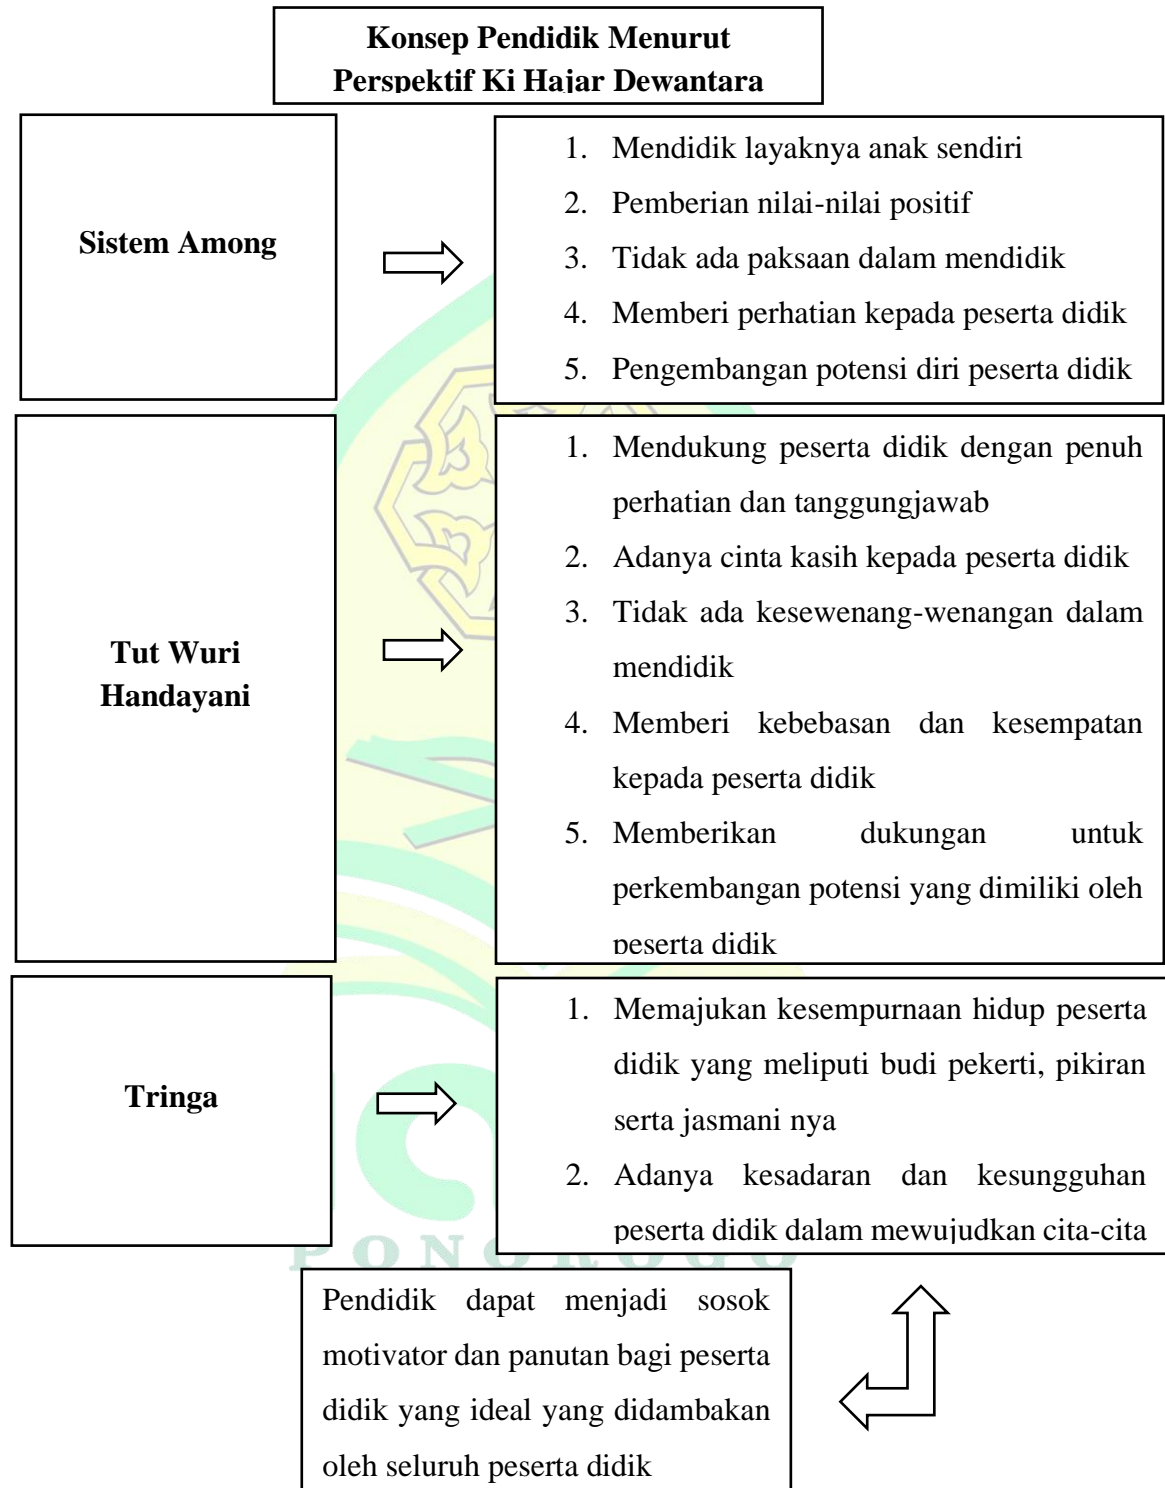 Konsep Pendidik Menurut
Perspektif Ki Hajar Dewantara
Sistem Among
1. Mendidik layaknya anak sendiri
2. Pemberian nilai-nilai positif
3. Tidak ada paksaan dalam mendidik
4. Memberi perhatian kepada peserta didik
5. Pengembangan potensi diri peserta didik
Tut Wuri
Handayani
1. Mendukung peserta didik dengan penuh
perhatian dan tanggungjawab
2. Adanya cinta kasih kepada peserta didik
3. Tidak ada kesewenang-wenangan dalam
mendidik
4. Memberi kebebasan dan kesempatan
kepada peserta didik
5. Memberikan dukungan untuk
perkembangan potensi yang dimiliki oleh
peserta didik
Tringa
1. Memajukan kesempurnaan hidup peserta
didik yang meliputi budi pekerti, pikiran
serta jasmani nya
2. Adanya kesadaran dan kesungguhan
peserta didik dalam mewujudkan cita-cita
PONOROGO
Pendidik dapat menjadi sosok
motivator dan panutan bagi peserta
didik yang ideal yang didambakan
oleh seluruh peserta didik